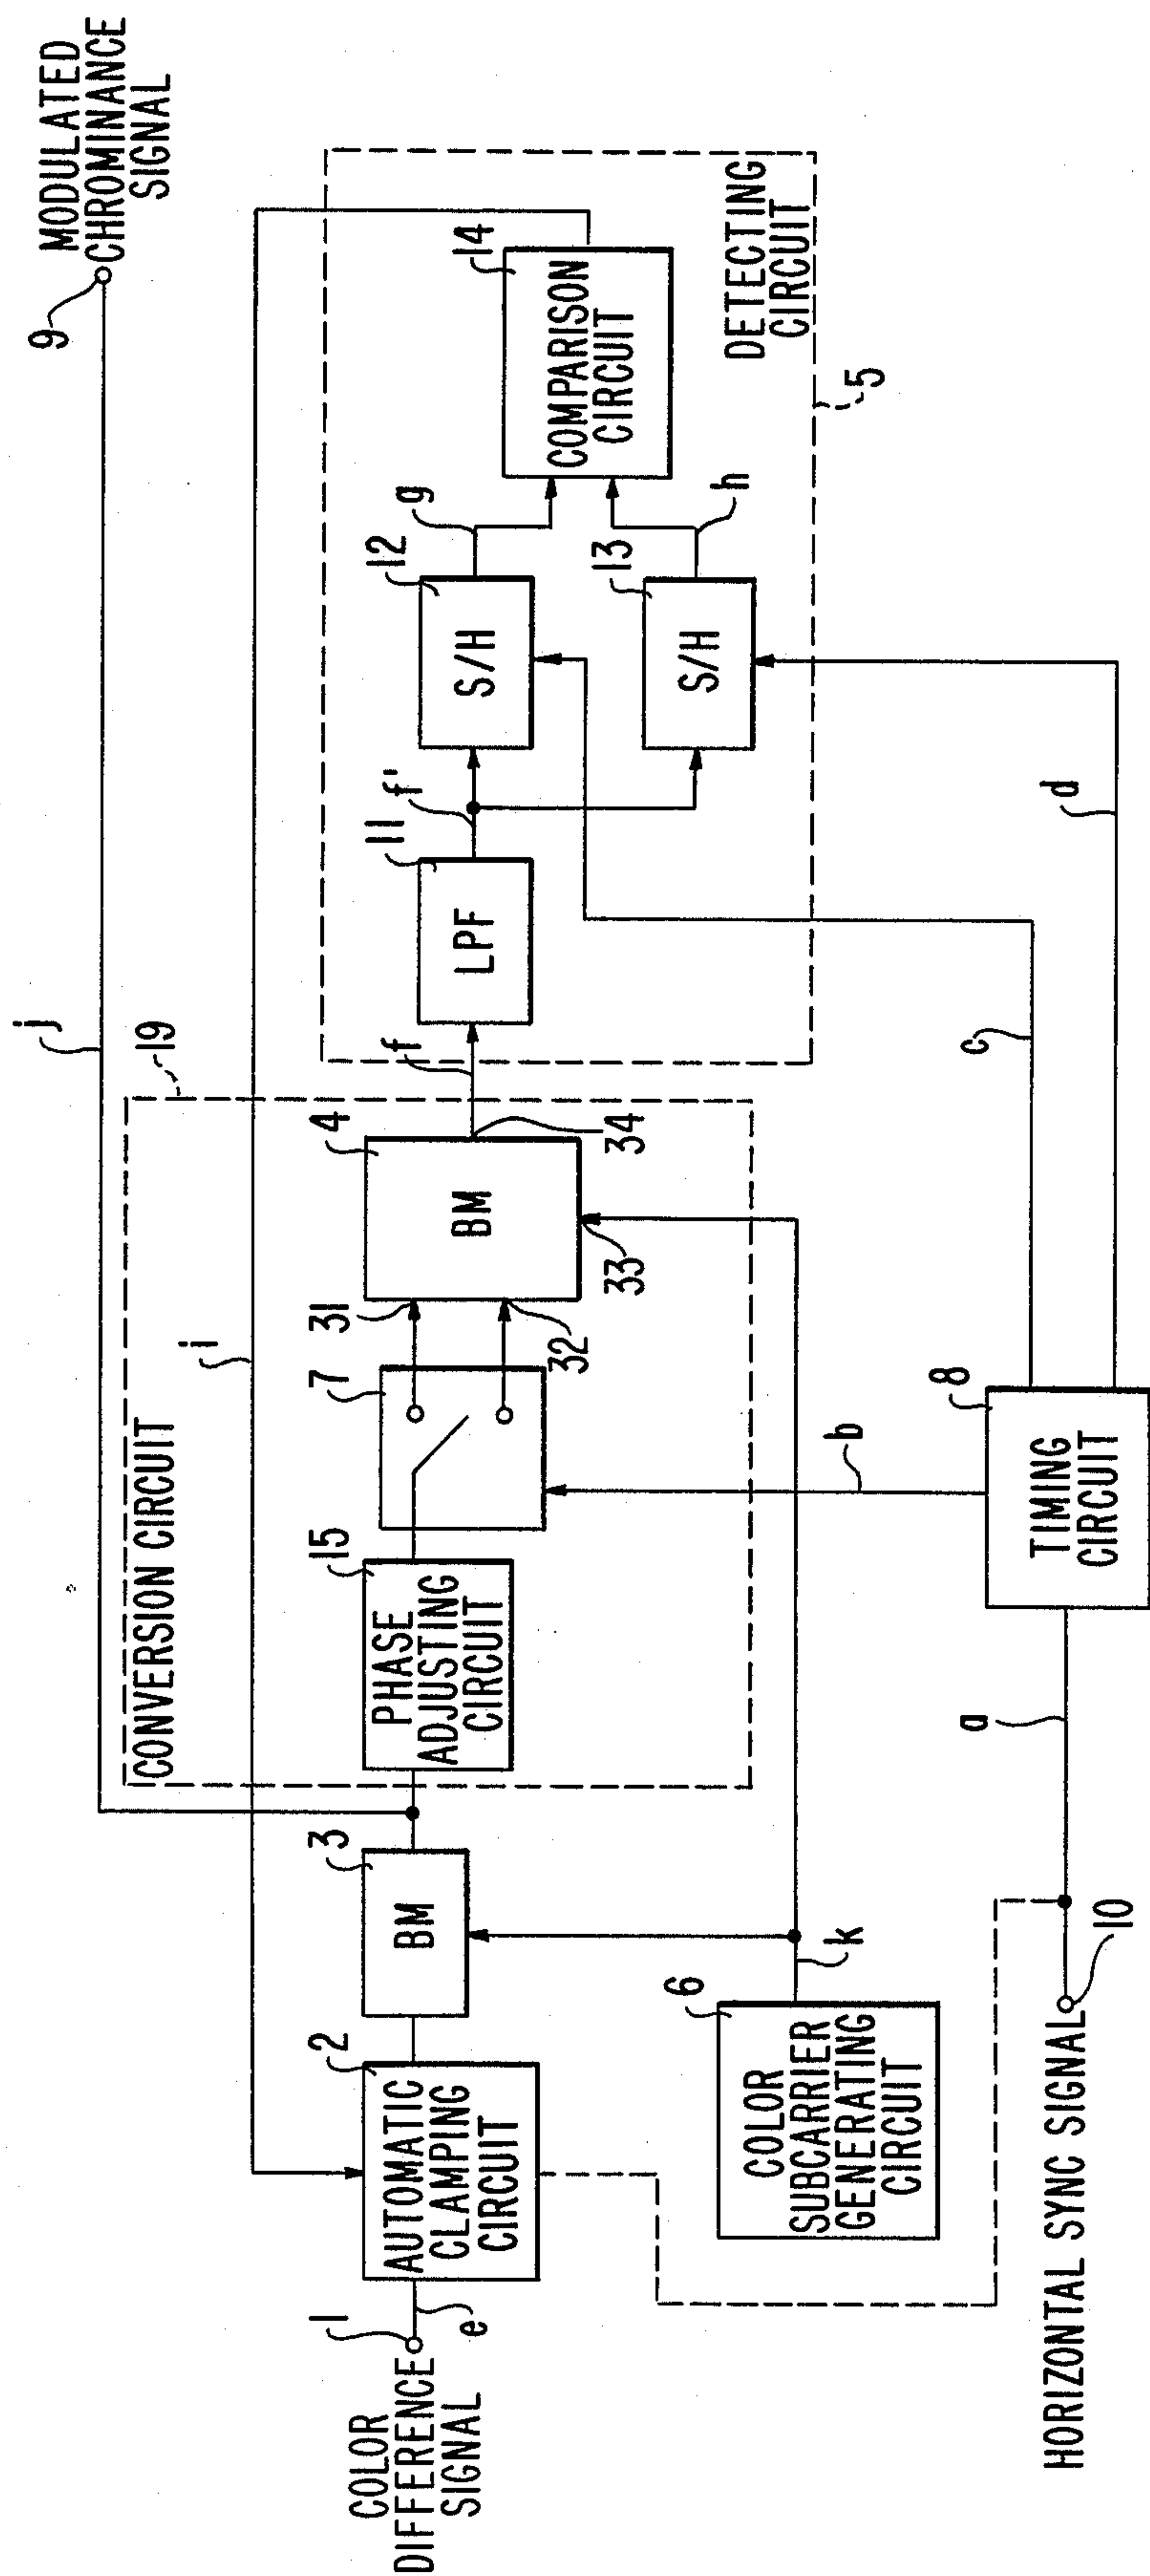 MODULATED
CHROMINANCE
SIGNAL
9
j
19
CONVERSION CIRCUIT
i
COLOR
DIFFERENCE
SIGNAL
1
e
AUTOMATIC
CLAMPING
CIRCUIT
2
BM
3
PHASE
ADJUSTING
CIRCUIT
15
7
31
32
BM
4
33
34
f
LPF
11
f'
S/H
12
g
S/H
13
h
COMPARISON
CIRCUIT
14
DETECTING
CIRCUIT
5
COLOR
SUBCARRIER
GENERATING
CIRCUIT
6
k
HORIZONTAL SYNC SIGNAL
10
a
TIMING
CIRCUIT
8
b
c
d